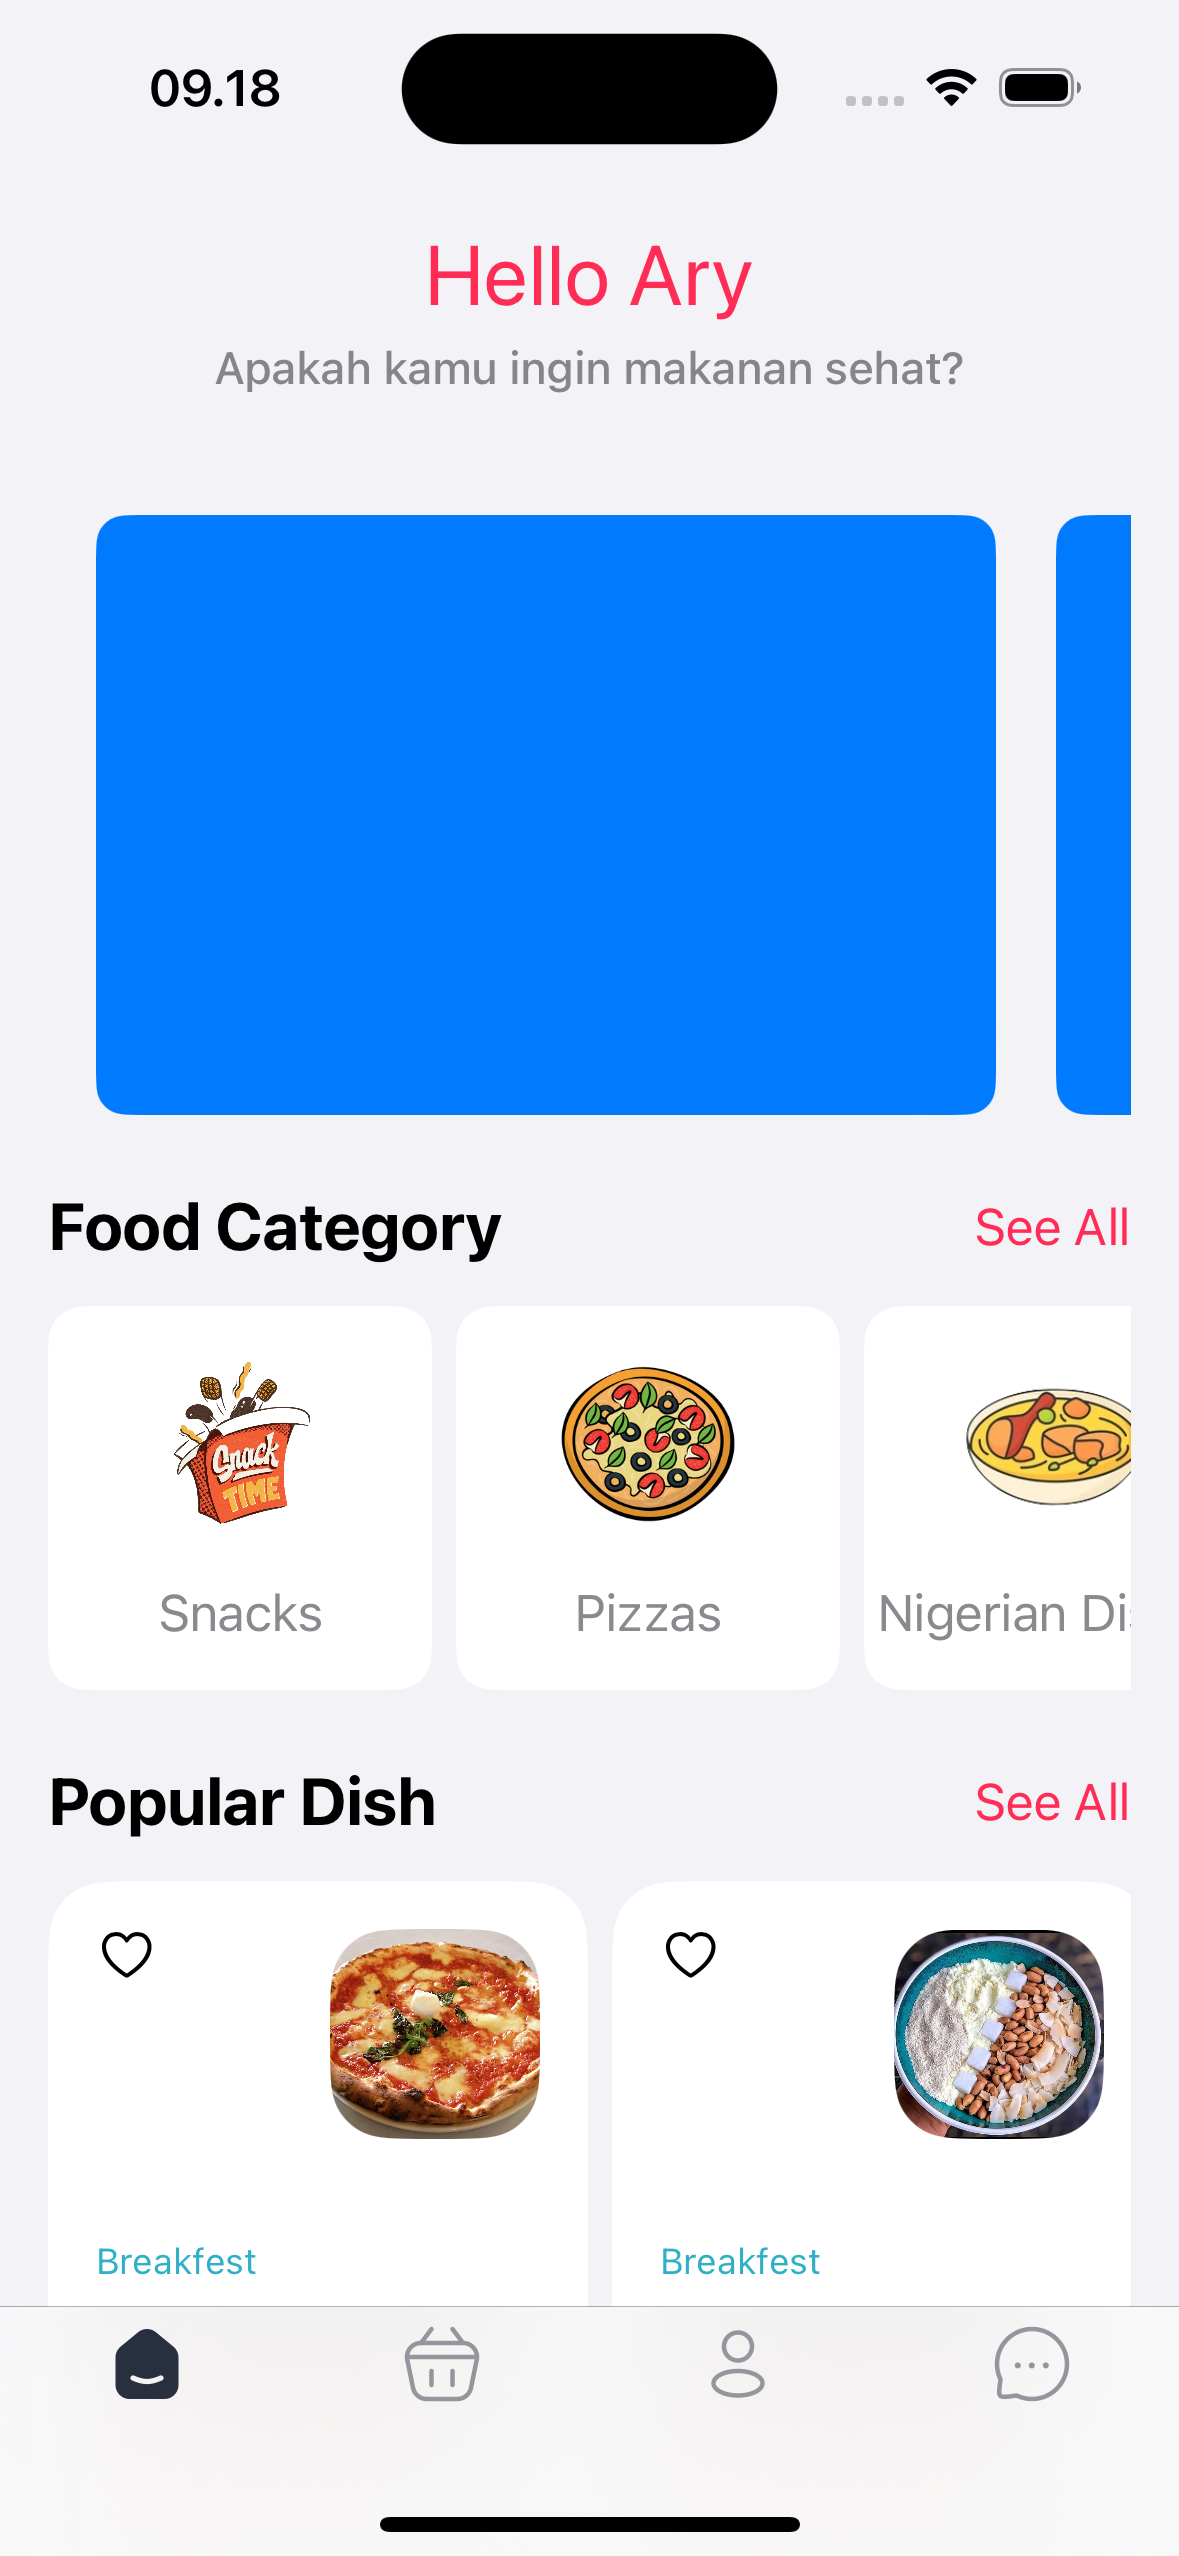 09.18
Hello Ary
Apakah kamu ingin makanan sehat?
Food Category
See All
Snack
TIME
Snacks
Pizzas
Nigerian Dis
Popular Dish
See All
Breakfest
Breakfest